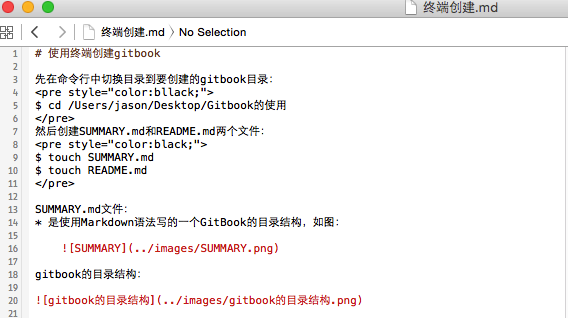 终端创建.md
终端创建.md 〉No Selection
1 # 使用终端创建gitbook
2
3 先在命令行中切换目录到要创建的gitbook目录：
4 <pre style="color:bllack;">
5 $ cd /Users/jason/Desktop/Gitbook的使用
6 </pre>
7 然后创建SUMMARY.md和README.md两个文件：
8 <pre style="color:black;">
9 $ touch SUMMARY.md
10 $ touch README.md
11 </pre>
12
13 SUMMARY.md文件：
14 * 是使用Markdown语法写的一个GitBook的目录结构，如图：
15
16 ![SUMMARY](../images/SUMMARY.png)
17
18 gitbook的目录结构：
19
20 ![gitbook的目录结构](../images/gitbook的目录结构.png)
21